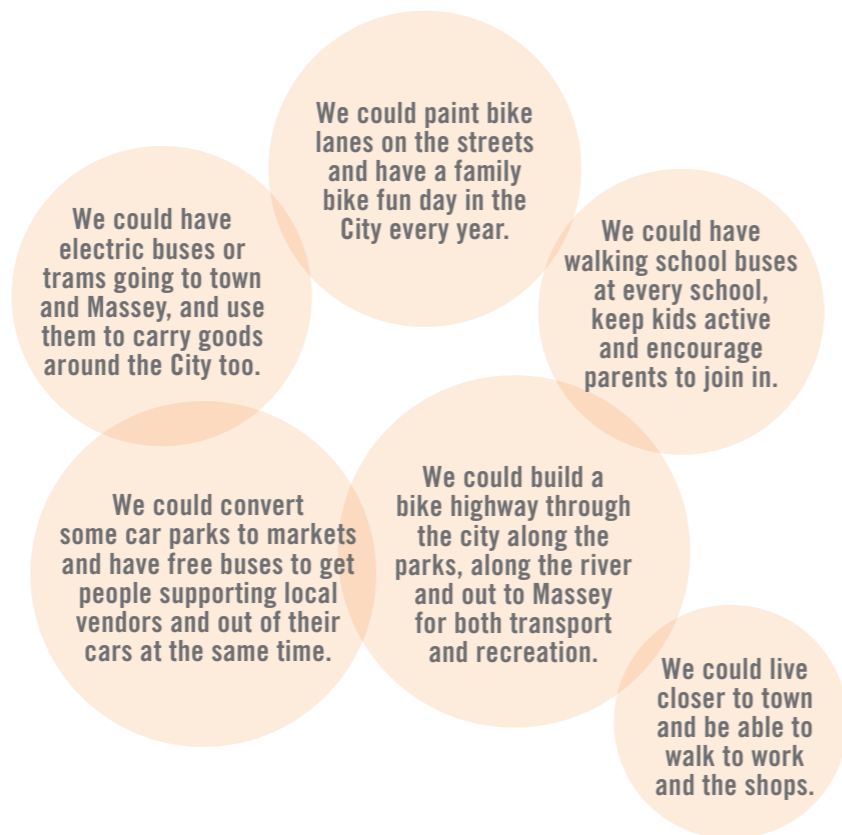 We could paint bike
lanes on the streets
and have a family
bike fun day in the
City every year.
We could have
electric buses or
trams going to town
and Massey, and use
them to carry goods
around the City too.
We could have
walking school buses
at every school,
keep kids active
and encourage
parents to join in.
We could convert
some car parks to markets
and have free buses to get
people supporting local
vendors and out of their
cars at the same time.
We could build a
bike highway through
the city along the
parks, along the river
and out to Massey
for both transport
and recreation.
We could live
closer to town
and be able to
walk to work
and the shops.